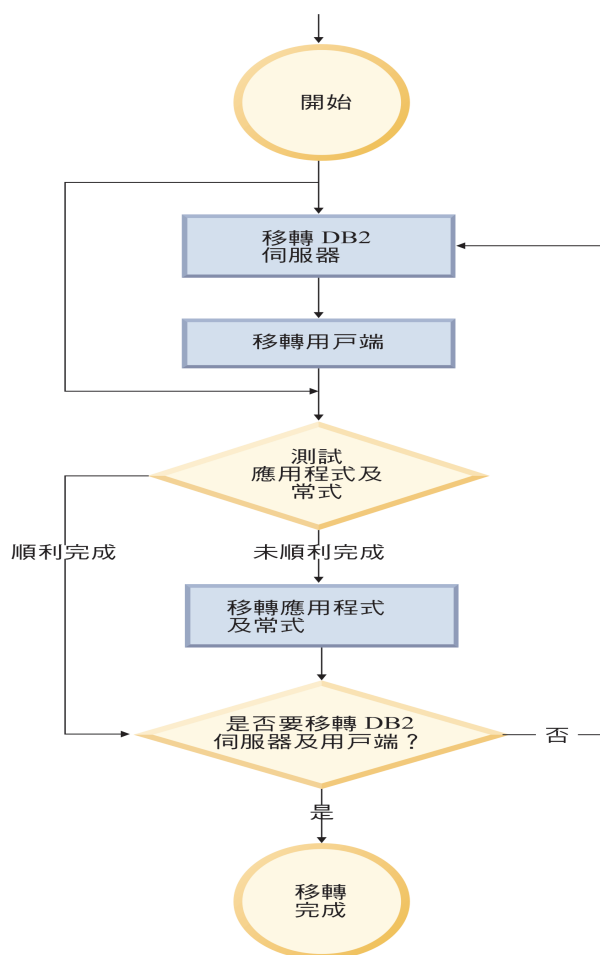 開始
移轉 DB2
伺服器
移轉用戶端
測試
應用程式及
常式
順利完成
未順利完成
移轉應用程式
及常式
是否要移轉 DB2
伺服器及用戶端？
否
是
移轉
完成